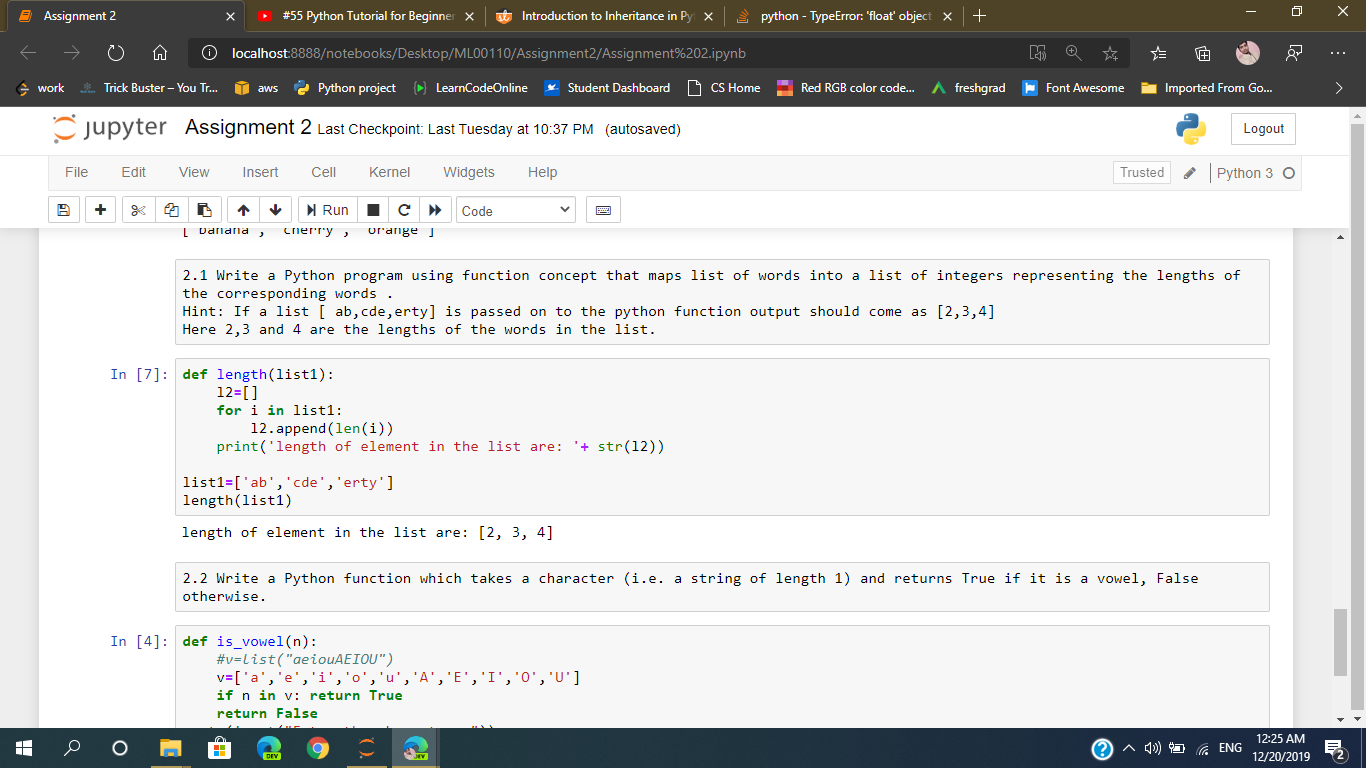 Assignment 2
#55 Python Tutorial for Beginner
Introduction to Inheritance in Py
python - TypeError: 'float' object
localhost:8888/notebooks/Desktop/ML00110/Assignment2/Assignment%202.ipynb
work
Trick Buster – You Tr...
aws
Python project
LearnCodeOnline
Student Dashboard
CS Home
Red RGB color code...
freshgrad
Font Awesome
Imported From Go...
jupyter Assignment 2 Last Checkpoint: Last Tuesday at 10:37 PM (autosaved)
Logout
File Edit View Insert Cell Kernel Widgets Help
Trusted
Python 3
Run
Code
['banana', 'cherry', 'orange']
2.1 Write a Python program using function concept that maps list of words into a list of integers representing the lengths of
the corresponding words .
Hint: If a list [ ab,cde,erty] is passed on to the python function output should come as [2,3,4]
Here 2,3 and 4 are the lengths of the words in the list.
In [7]: def length(list1):
    l2=[]
    for i in list1:
        l2.append(len(i))
    print('length of element in the list are: '+ str(l2))
list1=['ab','cde','erty']
length(list1)
length of element in the list are: [2, 3, 4]
2.2 Write a Python function which takes a character (i.e. a string of length 1) and returns True if it is a vowel, False
otherwise.
In [4]: def is_vowel(n):
    #v=list("aeiouAEIOU")
    v=['a','e','i','o','u','A','E','I','O','U']
    if n in v: return True
    return False
DEV
DEV
ENG
12:25 AM
12/20/2019
2